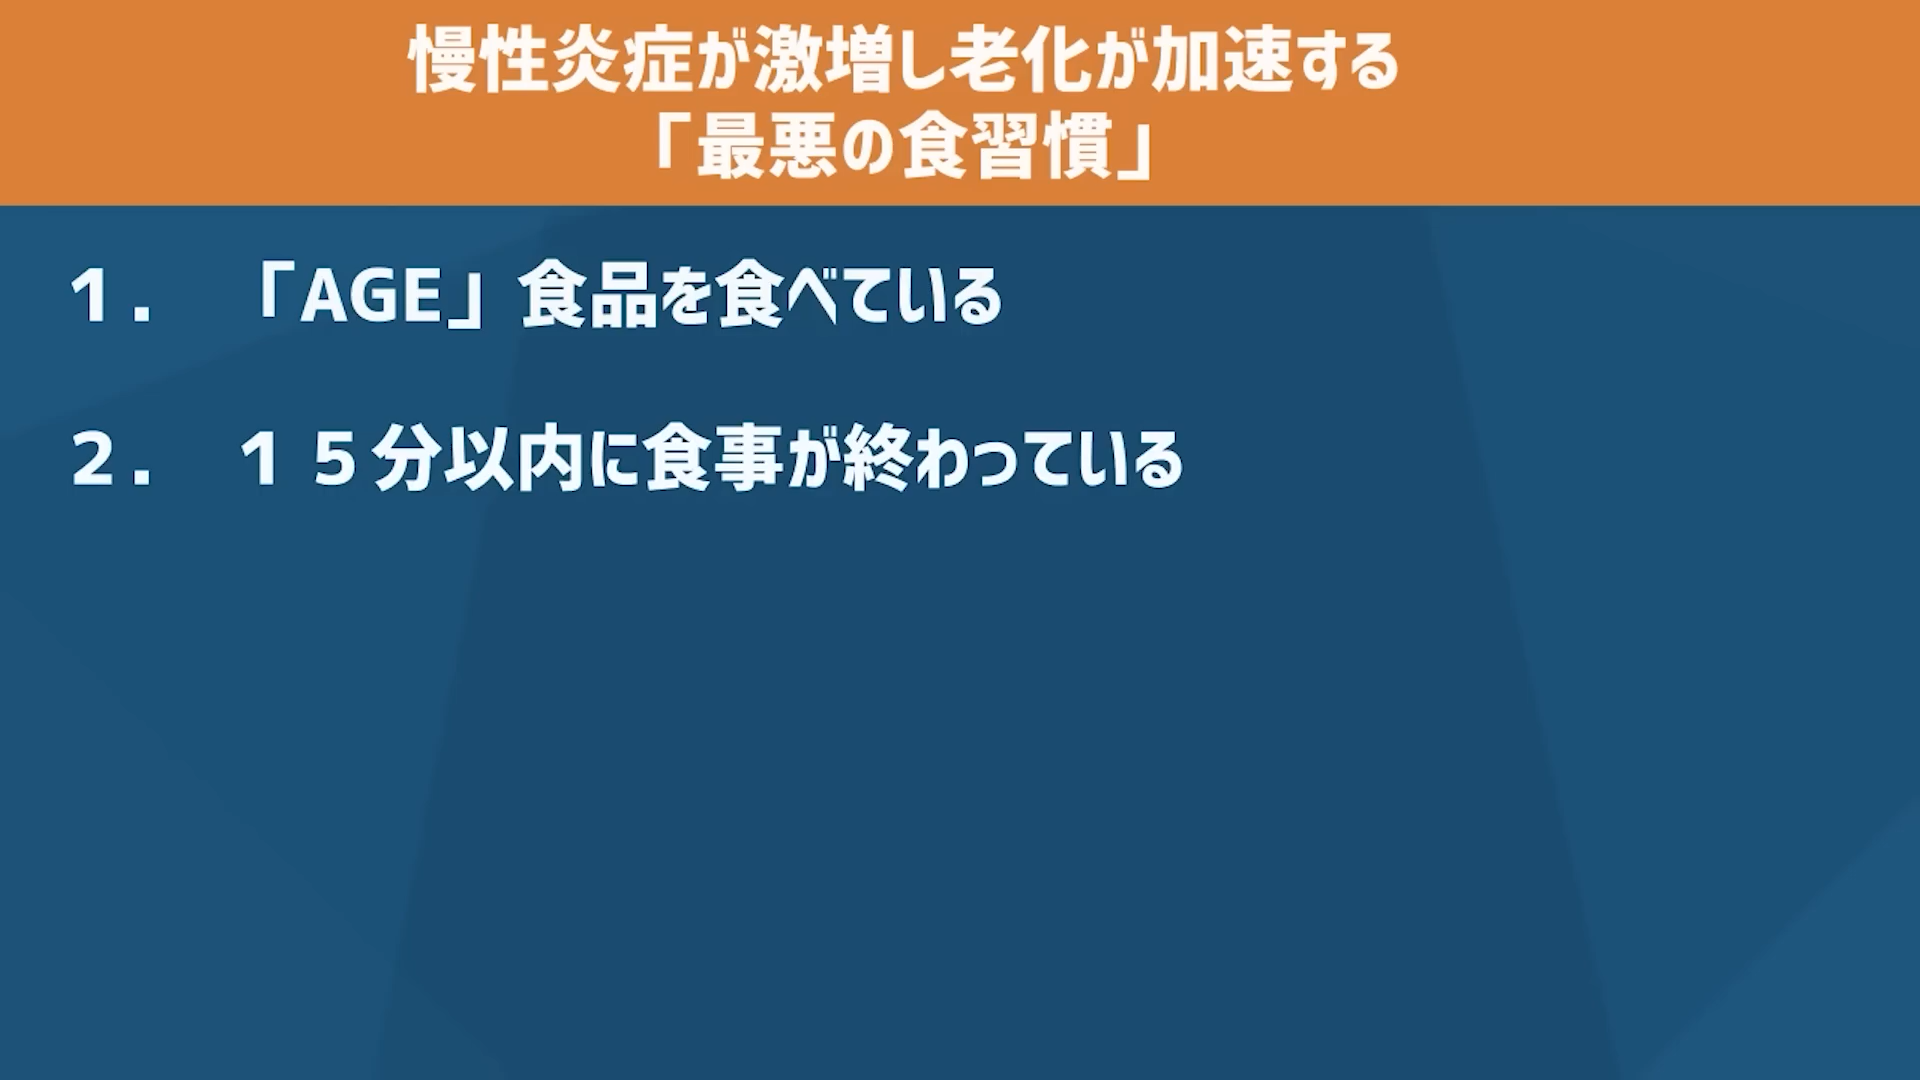 慢性炎症が激増し老化が加速する
「最悪の食習慣」
１．　「AGE」食品を食べている
２．　１５分以内に食事が終わっている